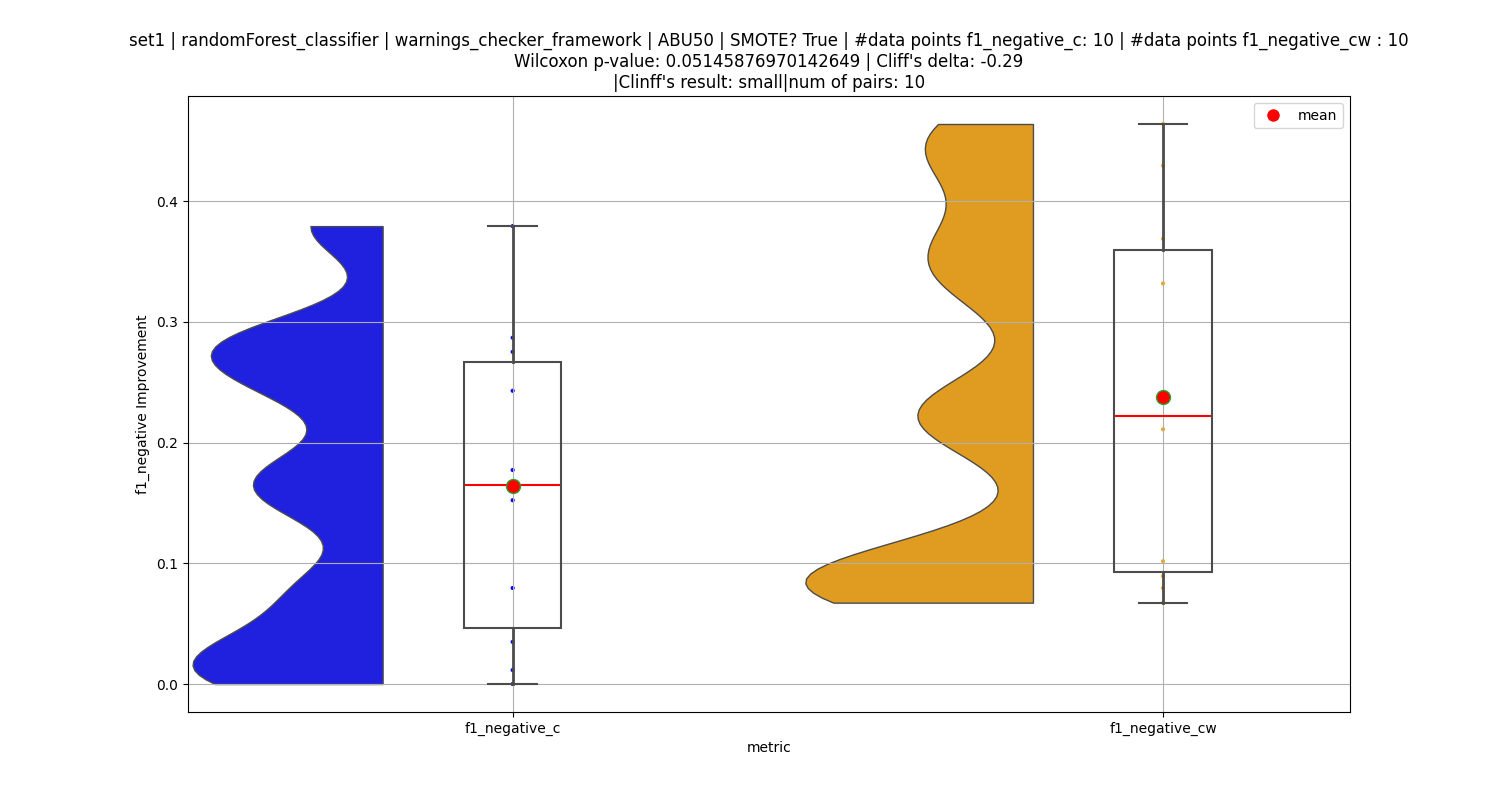 set1 | randomForest_classifier | warnings_checker_framework | ABU50 | SMOTE? True | #data points f1_negative_c: 10 | #data points f1_negative_cw : 10
Wilcoxon p-value: 0.05145876970142649 | Cliff's delta: -0.29
|Clinff's result: small|num of pairs: 10
mean
0.4
0.3
0.2
0.1
0.0
f1_negative Improvement
f1_negative_c
f1_negative_cw
metric